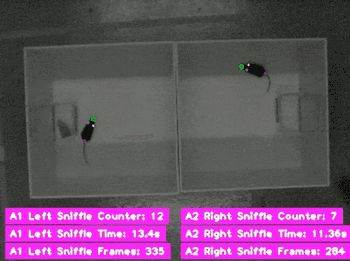 A1 Left Sniffle Counter: 12
A2 Right Sniffle Counter: 7
A1 Left Sniffle Time: 13.4s
A2 Right Sniffle Time: 11.36s
A1 Left Sniffle Frames: 335
A2 Right Sniffle Frames: 284